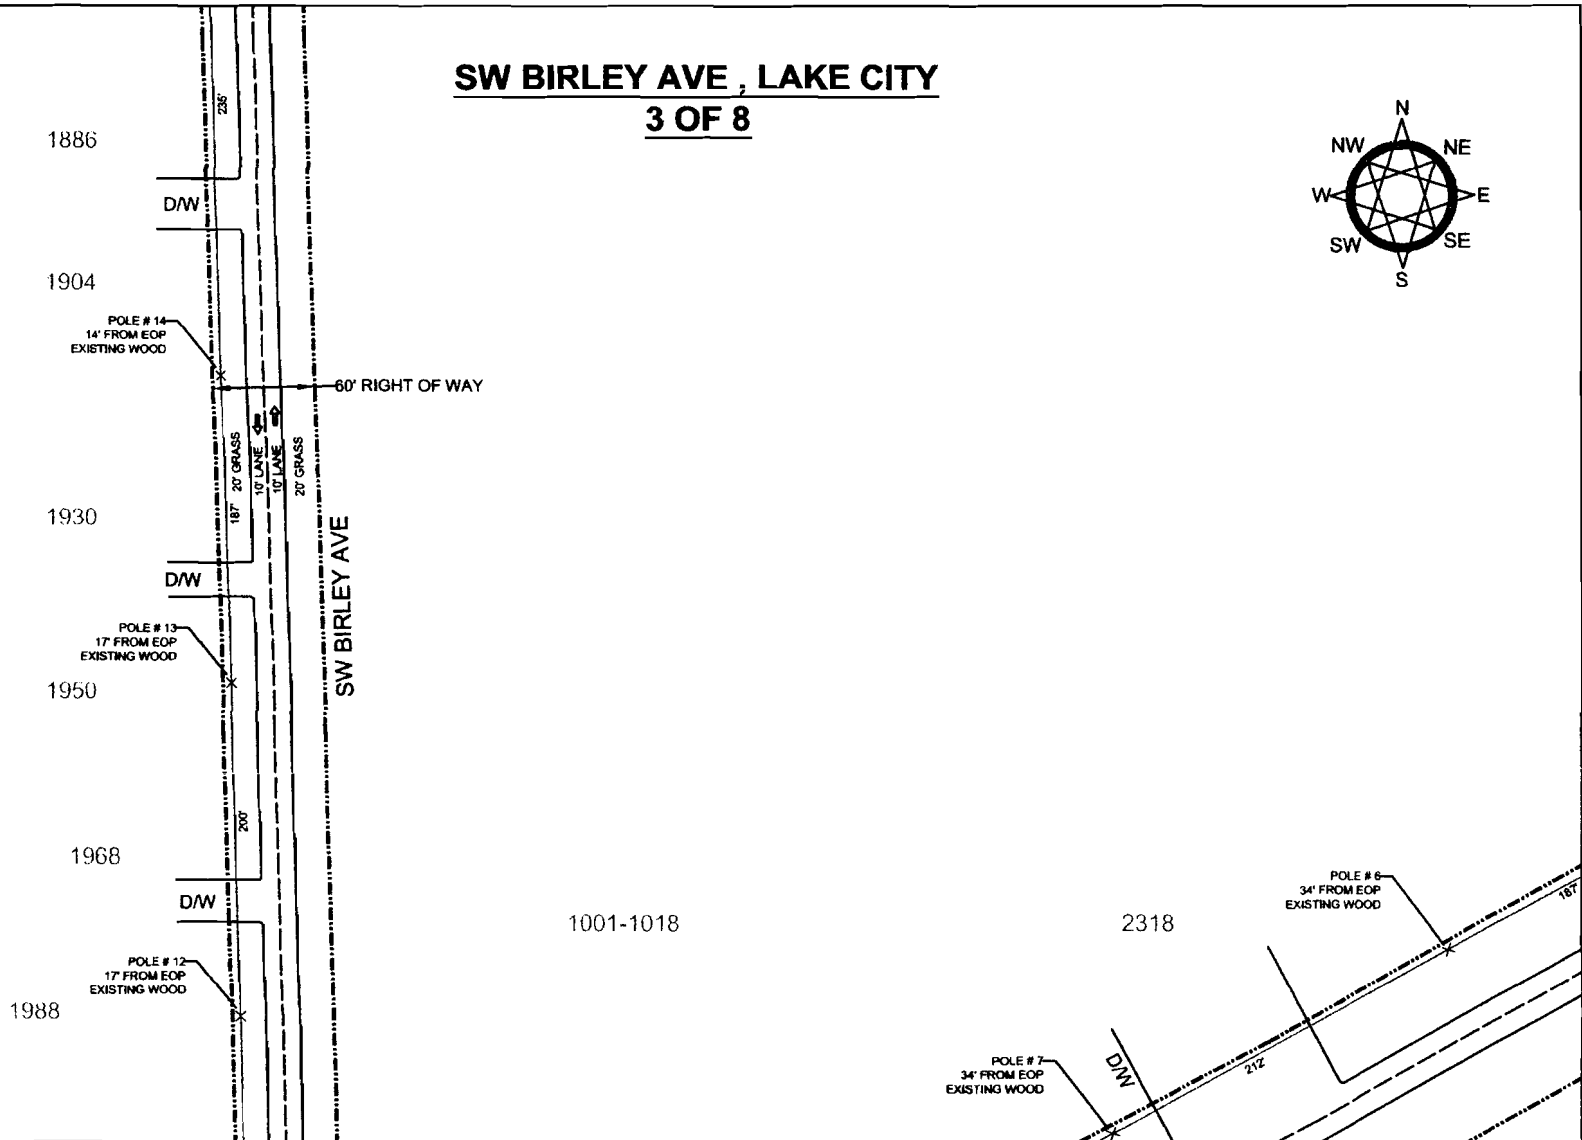 SW BIRLEY AVE , LAKE CITY
3 OF 8
N
NW
NE
W
E
SW
SE
S
235'
1886
D/W
1904
POLE # 14
14' FROM EOP
EXISTING WOOD
60' RIGHT OF WAY
187'
20' GRASS
10' LANE
10' LANE
20' GRASS
1930
SW BIRLEY AVE
D/W
POLE # 13
17' FROM EOP
EXISTING WOOD
1950
200'
1968
D/W
POLE # 12
17' FROM EOP
EXISTING WOOD
1988
1001-1018
2318
POLE # 6
34' FROM EOP
EXISTING WOOD
187'
POLE # 7
34' FROM EOP
EXISTING WOOD
D/W
212'